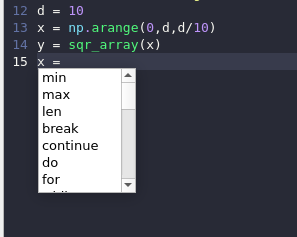 12 d = 10
13 x = np.arange(0,d,d/10)
14 y = sqr_array(x)
15 x =
min
max
len
break
continue
do
for